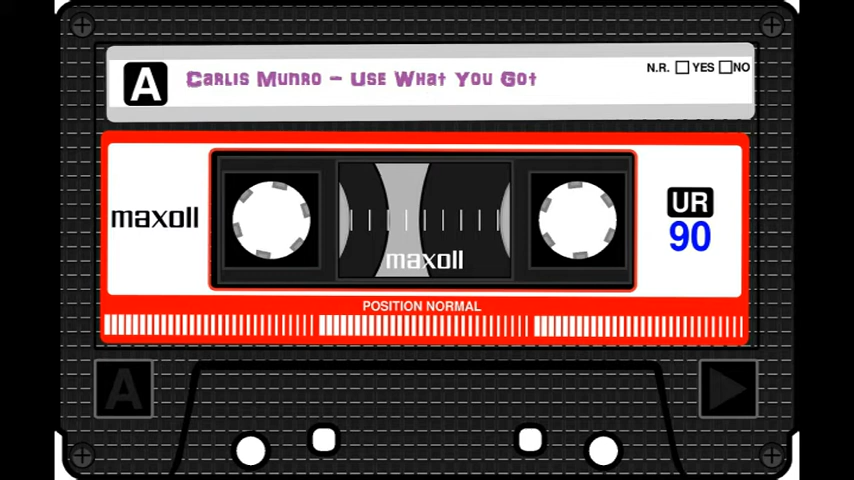 A
Carlis Munro – Use What You Got
N.R. YES NO
maxoll
UR
90
maxoll
POSITION NORMAL
A